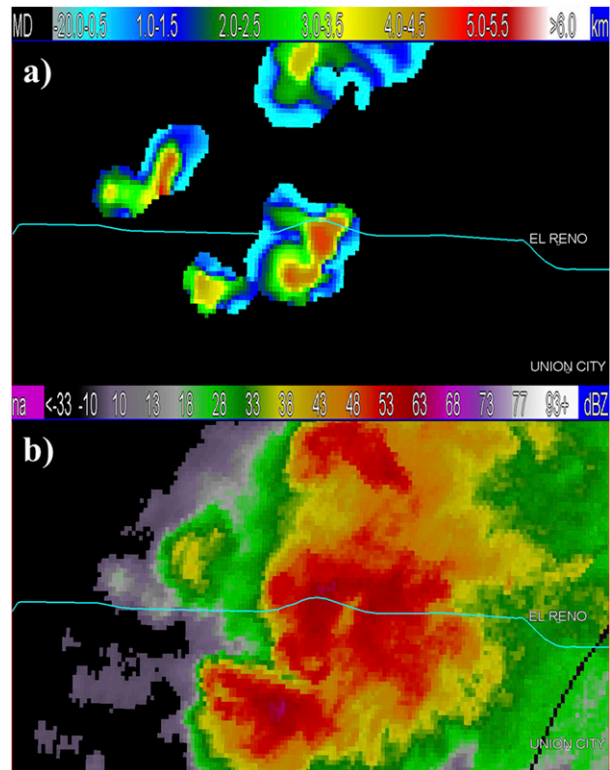 MD -20.0-0.5 1.0-1.5 2.0-2.5 3.0-3.5 4.0-4.5 5.0-5.5 >6.0 km
a)
EL RENO
UNION CITY
na <-33 -10 10 13 18 28 33 38 43 48 53 63 68 73 77 93+ dBZ
b)
EL RENO
UNION CITY